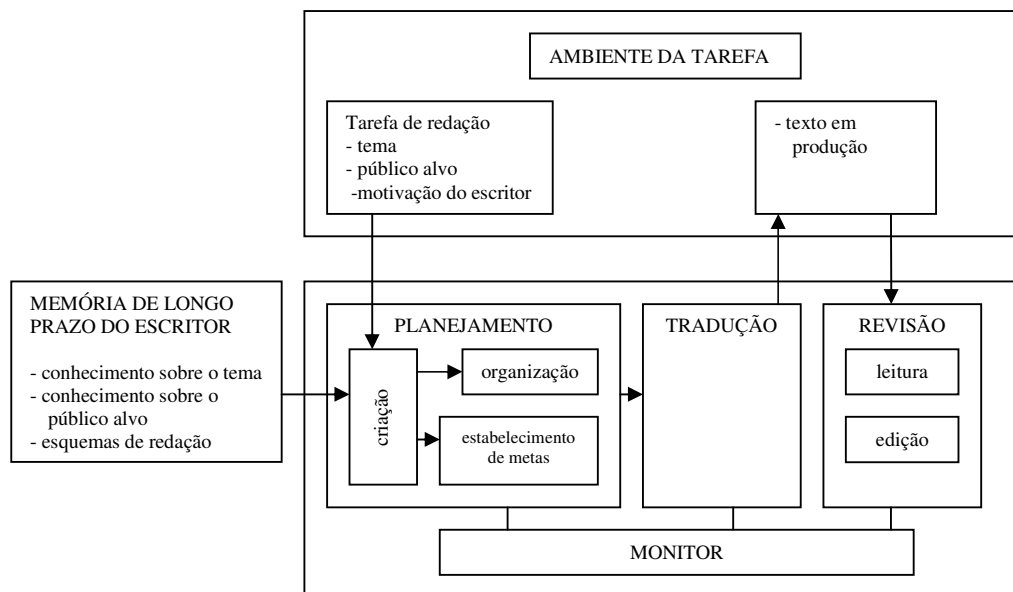 AMBIENTE DA TAREFA
Tarefa de redação
- tema
- público alvo
-motivação do escritor
- texto em
produção
MEMÓRIA DE LONGO
PRAZO DO ESCRITOR
- conhecimento sobre o tema
- conhecimento sobre o
público alvo
- esquemas de redação
PLANEJAMENTO
criação
organização
estabelecimento
de metas
TRADUÇÃO
REVISÃO
leitura
edição
MONITOR